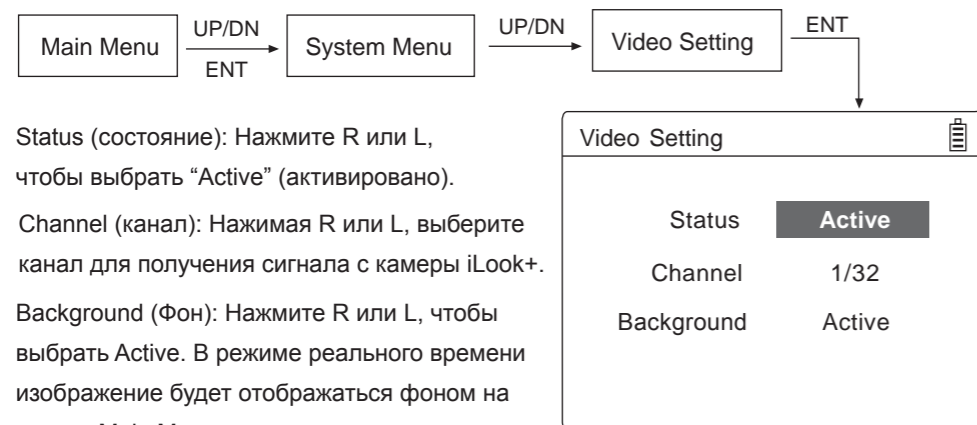 Main Menu
UP/DN
ENT
System Menu
UP/DN
Video Setting
ENT
Status (состояние): Нажмите R или L,
чтобы выбрать “Active” (активировано).
Channel (канал): Нажимая R или L, выберите
канал для получения сигнала с камеры iLook+.
Background (Фон): Нажмите R или L, чтобы
выбрать Active. В режиме реального времени
изображение будет отображаться фоном на
Video Setting
Status Active
Channel 1/32
Background Active